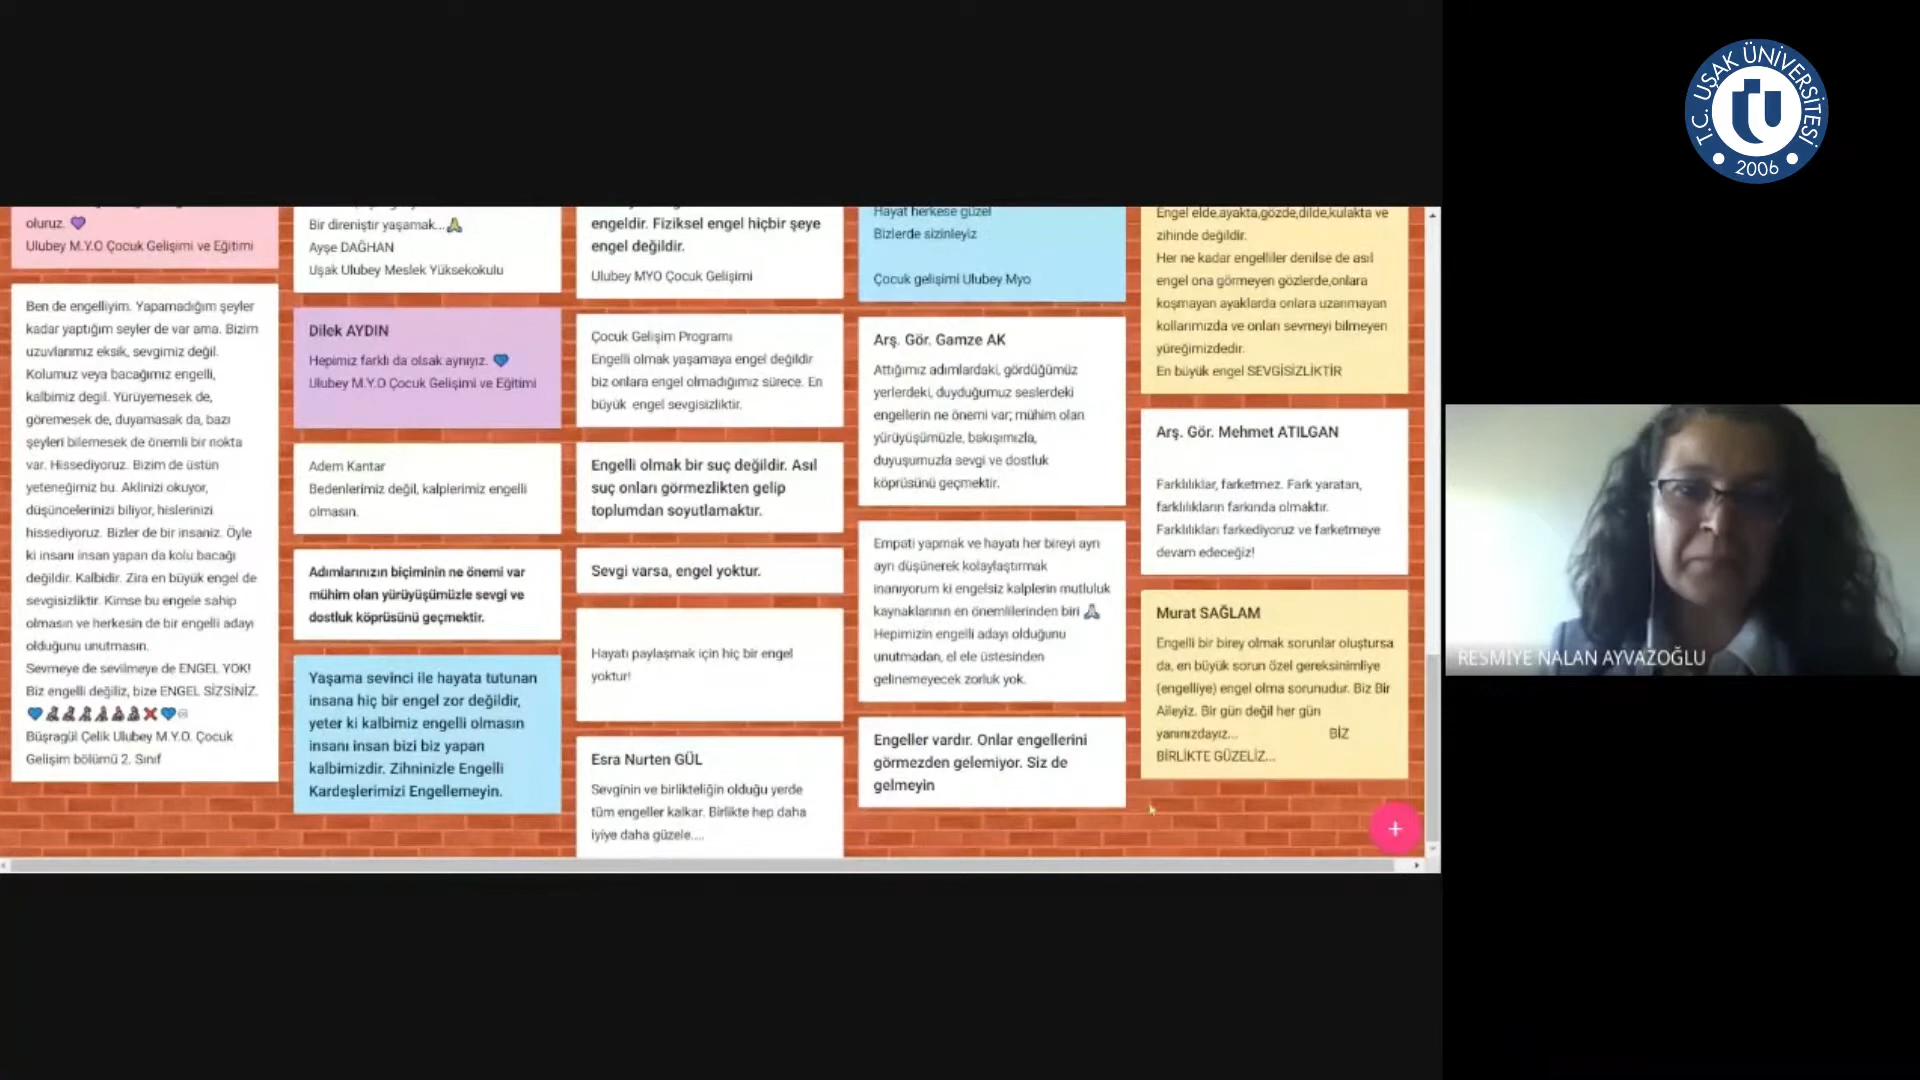 oluruz. 💜
Ulubey M.Y.O Çocuk Gelişimi ve Eğitimi
Ben de engelliyim. Yapamadığım şeyler
kadar yaptığım seyler de var ama. Bizim
uzuvlarımız eksik, sevgimiz değil.
Kolumuz veya bacağımız engelli,
kalbimiz degil. Yürüyemesek de,
göremesek de, duyamasak da, bazı
şeyleri bilemesek de önemli bir nokta
var. Hissediyoruz. Bizim de üstün
yeteneğimiz bu. Aklinizi okuyor,
düşüncelerinizi biliyor, hislerinizi
hissediyoruz. Bizler de bir insaniz. Öyle
ki insanı insan yapan da kolu bacağı
değildir. Kalbidir. Zira en büyük engel de
sevgisizliktir. Kimse bu engele sahip
olmasın ve herkesin de bir engelli adayı
olduğunu unutmasın.
Sevmeye de sevilmeye de ENGEL YOK!
Biz engelli değiliz, bize ENGEL SİZSİNİZ.
Büşragül Çelik Ulubey M.Y.O. Çocuk
Gelişim bölümü 2. Sınıf
Bir direniştir yaşamak...🙏
Ayşe DAĞHAN
Uşak Ulubey Meslek Yüksekokulu
Dilek AYDIN
Hepimiz farklı da olsak aynıyız. 💙
Ulubey M.Y.O Çocuk Gelişimi ve Eğitimi
Adem Kantar
Bedenlerimiz değil, kalplerimiz engelli
olmasın.
Adımlarınızın biçiminin ne önemi var
mühim olan yürüyüşümüzle sevgi ve
dostluk köprüsünü geçmektir.
Yaşama sevinci ile hayata tutunan
insana hiç bir engel zor değildir,
yeter ki kalbimiz engelli olmasın
insanı insan bizi biz yapan
kalbimizdir. Zihninizle Engelli
Kardeşlerimizi Engellemeyin.
engeldir. Fiziksel engel hiçbir şeye
engel değildir.
Ulubey MYO Çocuk Gelişimi
Çocuk Gelişim Programı
Engelli olmak yaşamaya engel değildir
biz onlara engel olmadığımız sürece. En
büyük engel sevgisizliktir.
Engelli olmak bir suç değildir. Asıl
suç onları görmezlikten gelip
toplumdan soyutlamaktır.
Sevgi varsa, engel yoktur.
Hayatı paylaşmak için hiç bir engel
yoktur!
Esra Nurten GÜL
Sevginin ve birlikteliğin olduğu yerde
tüm engeller kalkar. Birlikte hep daha
iyiye daha güzele....
Hayat herkese güzel
Bizlerde sizinleyiz
Çocuk gelişimi Ulubey Myo
Arş. Gör. Gamze AK
Attığımız adımlardaki, gördüğümüz
yerlerdeki, duyduğumuz seslerdeki
engellerin ne önemi var; mühim olan
yürüyüşümüzle, bakışımızla,
duyuşumuzla sevgi ve dostluk
köprüsünü geçmektir.
Empati yapmak ve hayatı her bireyi ayrı
ayrı düşünerek kolaylaştırmak
inanıyorum ki engelsiz kalplerin mutluluk
kaynaklarının en önemlilerinden biri 🙏
Hepimizin engelli adayı olduğunu
unutmadan, el ele üstesinden
gelinemeyecek zorluk yok.
Engeller vardır. Onlar engellerini
görmezden gelemiyor. Siz de
gelmeyin
Engel elde,ayakta,gözde,dilde,kulakta ve
zihinde değildir.
Her ne kadar engelliler denilse de asıl
engel ona görmeyen gözlerde,onlara
koşmayan ayaklarda onlara uzanmayan
kollarımızda ve onları sevmeyi bilmeyen
yüreğimizdedir.
En büyük engel SEVGİSİZLİKTİR
Arş. Gör. Mehmet ATILGAN
Farklılıklar, farketmez. Fark yaratan,
farklılıkların farkında olmaktır.
Farklılıkları farkediyoruz ve farketmeye
devam edeceğiz!
Murat SAĞLAM
Engelli bir birey olmak sorunlar oluştursa
da, en büyük sorun özel gereksinimliye
(engelliye) engel olma sorunudur. Biz Bir
Aileyiz. Bir gün değil her gün
yanınızdayız... BİZ
BİRLİKTE GÜZELİZ...
+
T.C. UŞAK ÜNİVERSİTESİ
2006
RESMİYE NALAN AYVAZOĞLU